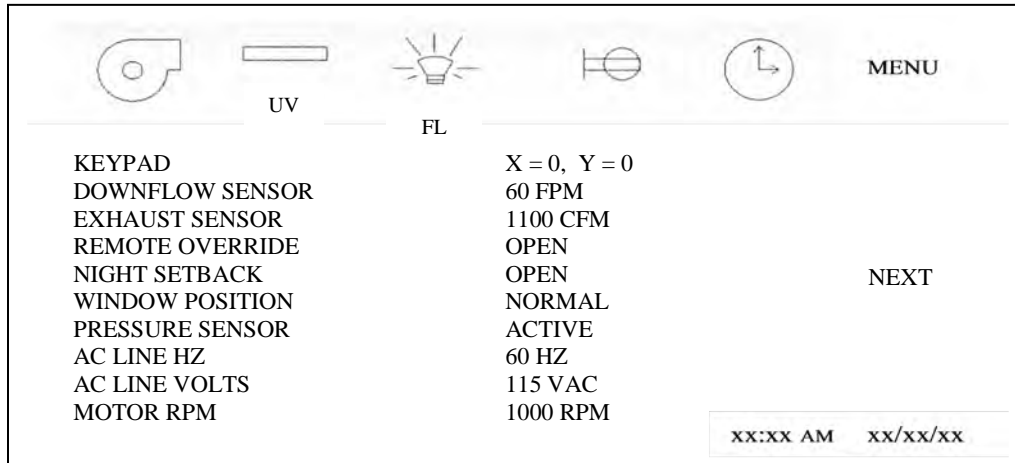 MENU
UV
FL
KEYPAD X = 0, Y = 0
DOWNFLOW SENSOR 60 FPM
EXHAUST SENSOR 1100 CFM
REMOTE OVERRIDE OPEN
NIGHT SETBACK OPEN
NEXT
WINDOW POSITION NORMAL
PRESSURE SENSOR ACTIVE
AC LINE HZ 60 HZ
AC LINE VOLTS 115 VAC
MOTOR RPM 1000 RPM
xx:xx AM xx/xx/xx